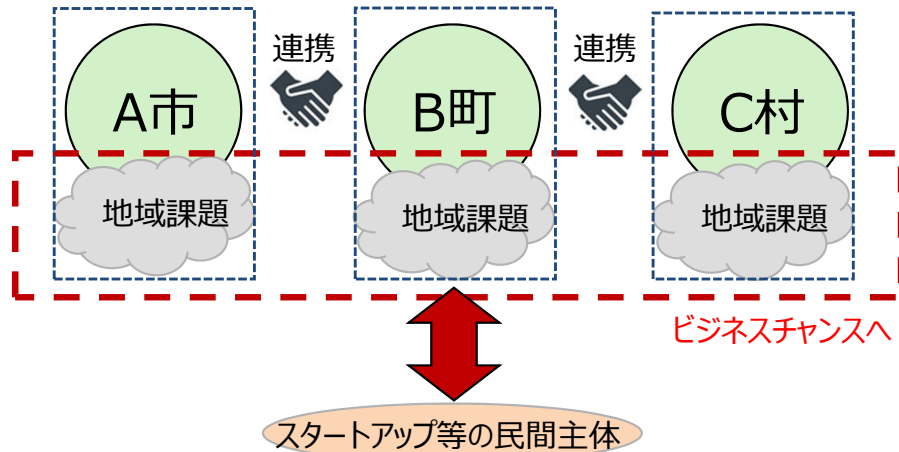 連携
連携
A市
B町
C村
地域課題
地域課題
地域課題
ビジネスチャンスへ
スタートアップ等の民間主体